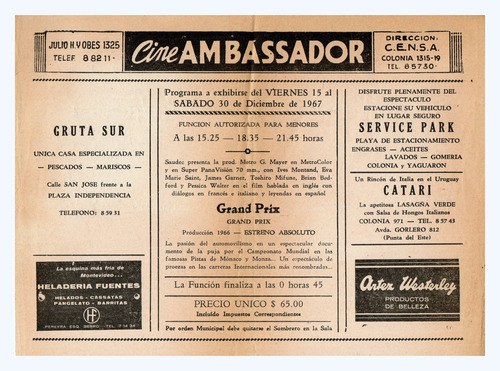 JULIO H. Y OBES 1325
TELEF 8 82 11 -
Cine AMBASSADOR
DIRECCION:
C.E.N.S.A.
COLONIA 1315-19
TEL. 8 57 30
GRUTA SUR
UNICA CASA ESPECIALIZADA EN
— PESCADOS — MARISCOS —
Calle SAN JOSE frente a la
PLAZA INDEPENDENCIA
TELEFONO: 8 59 31
La esquina más fría de
Montevideo...
HELADERIA FUENTES
HELADOS - CASSATAS
PANGELATO - BARRITAS
HF
Programa a exhibirse del VIERNES 15 al
SABADO 30 de Diciembre de 1967
FUNCION AUTORIZADA PARA MENORES
A las 15.25 — 18.35 — 21.45 horas
Saudec presenta la prod. Metro G. Mayer en MetroColor
y en Super PanaVisión 70 mm., con Ives Montand, Eva
Marie Saint, James Garner, Toshiro Mifune, Brian Bed-
ford y Pessica Walter en el film hablado en inglés con
diálogos en francés e italiano y leyendas en español
Grand Prix
GRAND PRIX
Producción 1966 — ESTRINO ABSOLUTO
La pasión del automovilismo en un espectacular docu-
mento de la puja por el Campeonato Mundial en las
famosas Pistas de Mónaco y Monza.. Un espectáculo de
proezas en las carreras Internacionales más renombradas..
La Función finaliza a las 0 horas 45
PRECIO UNICO $ 65.00
Incluído Impuestos Correspondientes
Por orden Municipal debe quitarse el Sombrero en la Sala
DISFRUTE PLENAMENTE DEL
ESPECTACULO
ESTACIONE SU VEHICULO
EN LUGAR SEGURO
SERVICE PARK
PLAYA DE ESTACIONAMIENTO
ENGRASES — ACEITES
LAVADOS — GOMERIA
COLONIA y YAGUARON
Un Rincón de Italia en el Uruguay
CATARI
La apetitosa LASAGNA VERDE
con Salsa de Hongos Italianos
COLONIA 971 — TEL. 8 57 43
Avda. GORLERO 812
(Punta del Este)
Artez Westerley
PRODUCTOS
DE BELLEZA